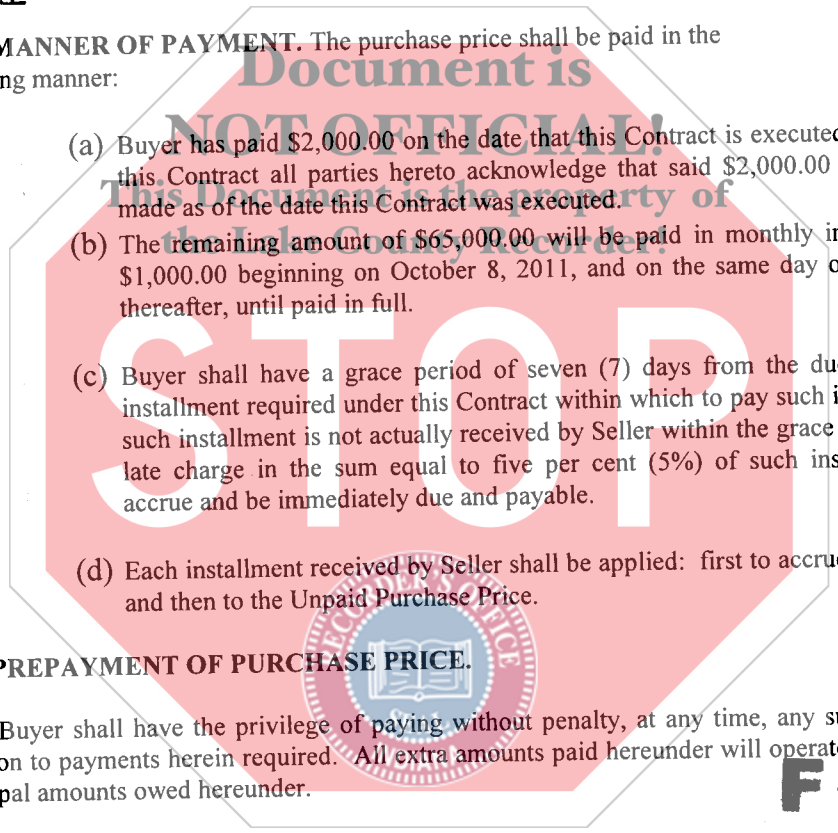 MANNER OF PAYMENT. The purchase price shall be paid in the
ng manner:
Document is
NOT OFFICIAL!
This Document is the property of
the Lake County Recorder!
(a) Buyer has paid $2,000.00 on the date that this Contract is executed
this Contract all parties hereto acknowledge that said $2,000.00
made as of the date this Contract was executed.
(b) The remaining amount of $65,000.00 will be paid in monthly in
$1,000.00 beginning on October 8, 2011, and on the same day o
thereafter, until paid in full.
STOP
(c) Buyer shall have a grace period of seven (7) days from the du
installment required under this Contract within which to pay such i
such installment is not actually received by Seller within the grace
late charge in the sum equal to five per cent (5%) of such ins
accrue and be immediately due and payable.
(d) Each installment received by Seller shall be applied: first to accru
and then to the Unpaid Purchase Price.
RECORDER'S OFFICE
SEAL
INDIANA
PREPAYMENT OF PURCHASE PRICE.
Buyer shall have the privilege of paying without penalty, at any time, any s
on to payments herein required. All extra amounts paid hereunder will operat
pal amounts owed hereunder.
F